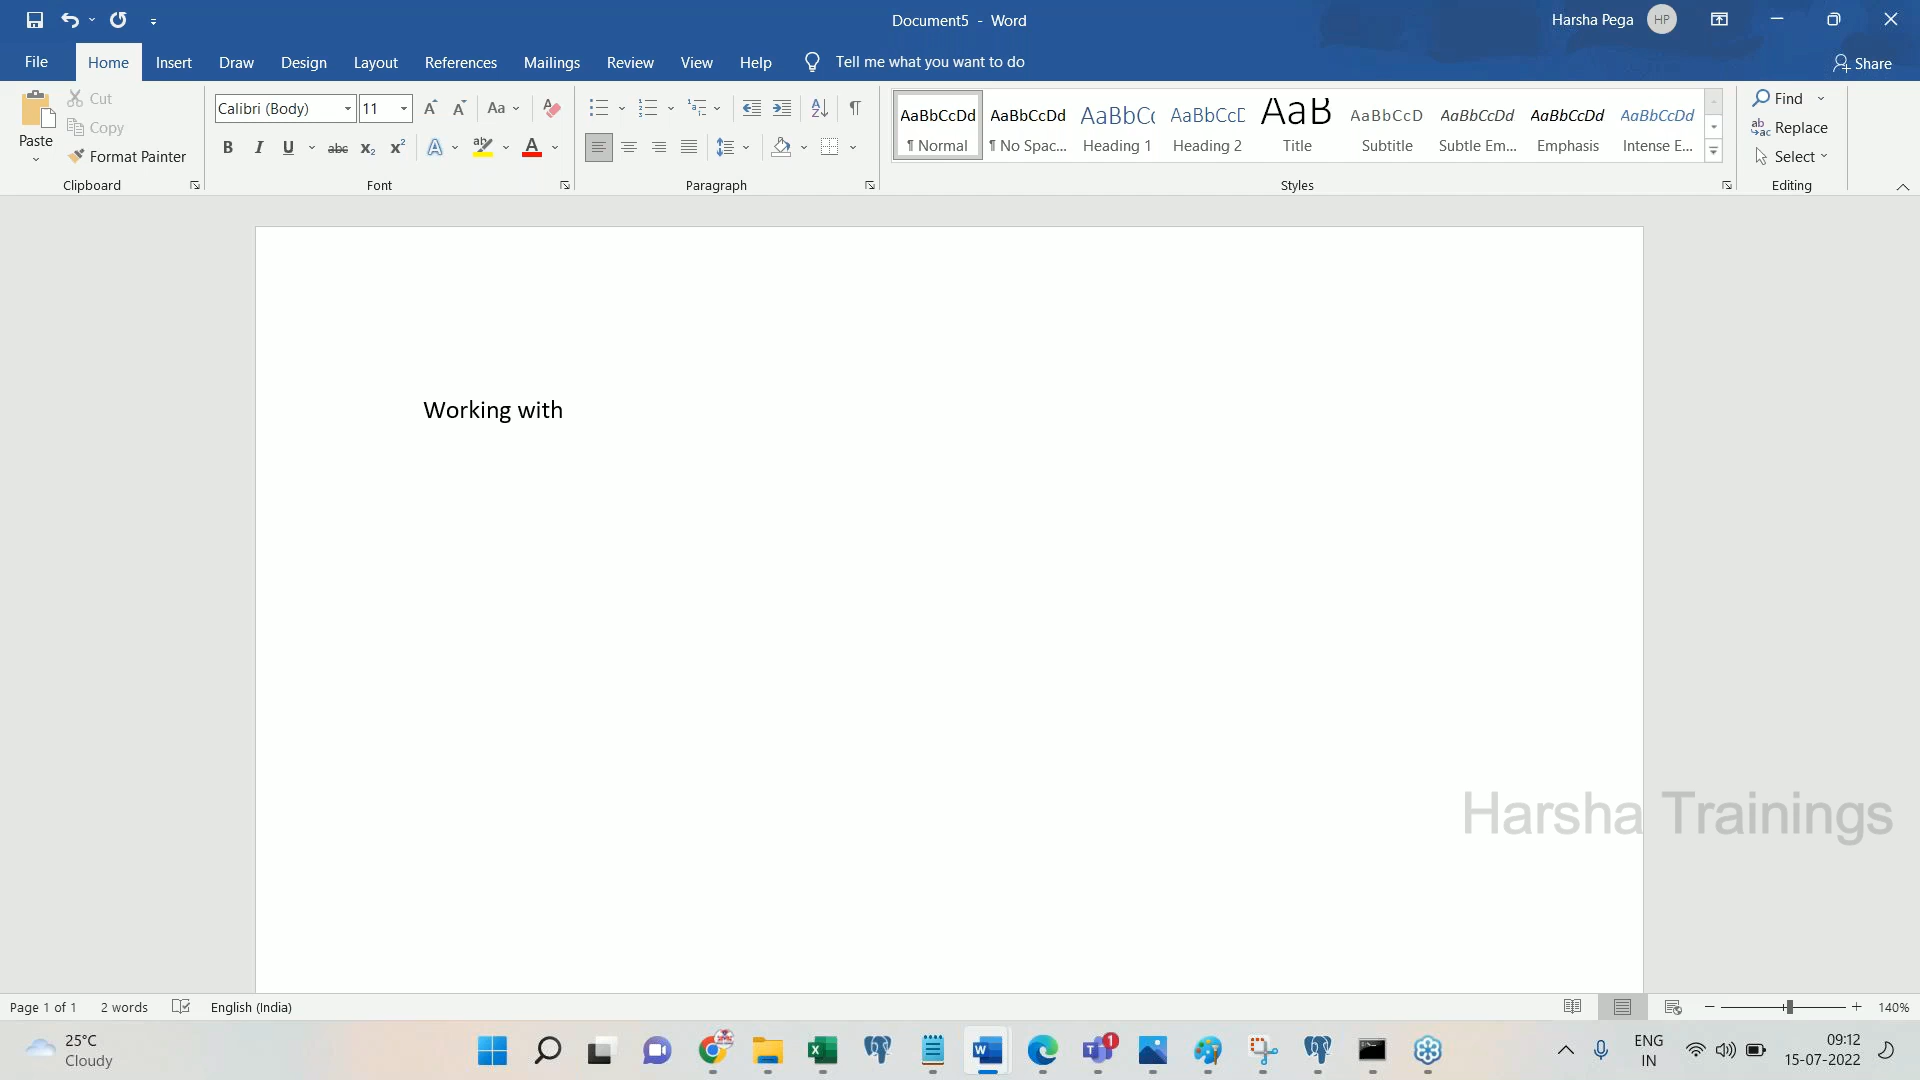 Document5 - Word
Harsha Pega HP
File Home Insert Draw Design Layout References Mailings Review View Help Tell me what you want to do Share
Paste
Cut
Copy
Format Painter
Clipboard
Calibri (Body) 11
Font
Paragraph
AaBbCcDd AaBbCcDd AaBbCc AaBbCcD AaB AaBbCcD AaBbCcDd AaBbCcDd AaBbCcDd
¶ Normal ¶ No Spac... Heading 1 Heading 2 Title Subtitle Subtle Em... Emphasis Intense E...
Styles
Find
Replace
Select
Editing
Working with
Harsha Trainings
Page 1 of 1 2 words English (India) 140%
25°C
Cloudy
1
ENG
IN
09:12
15-07-2022